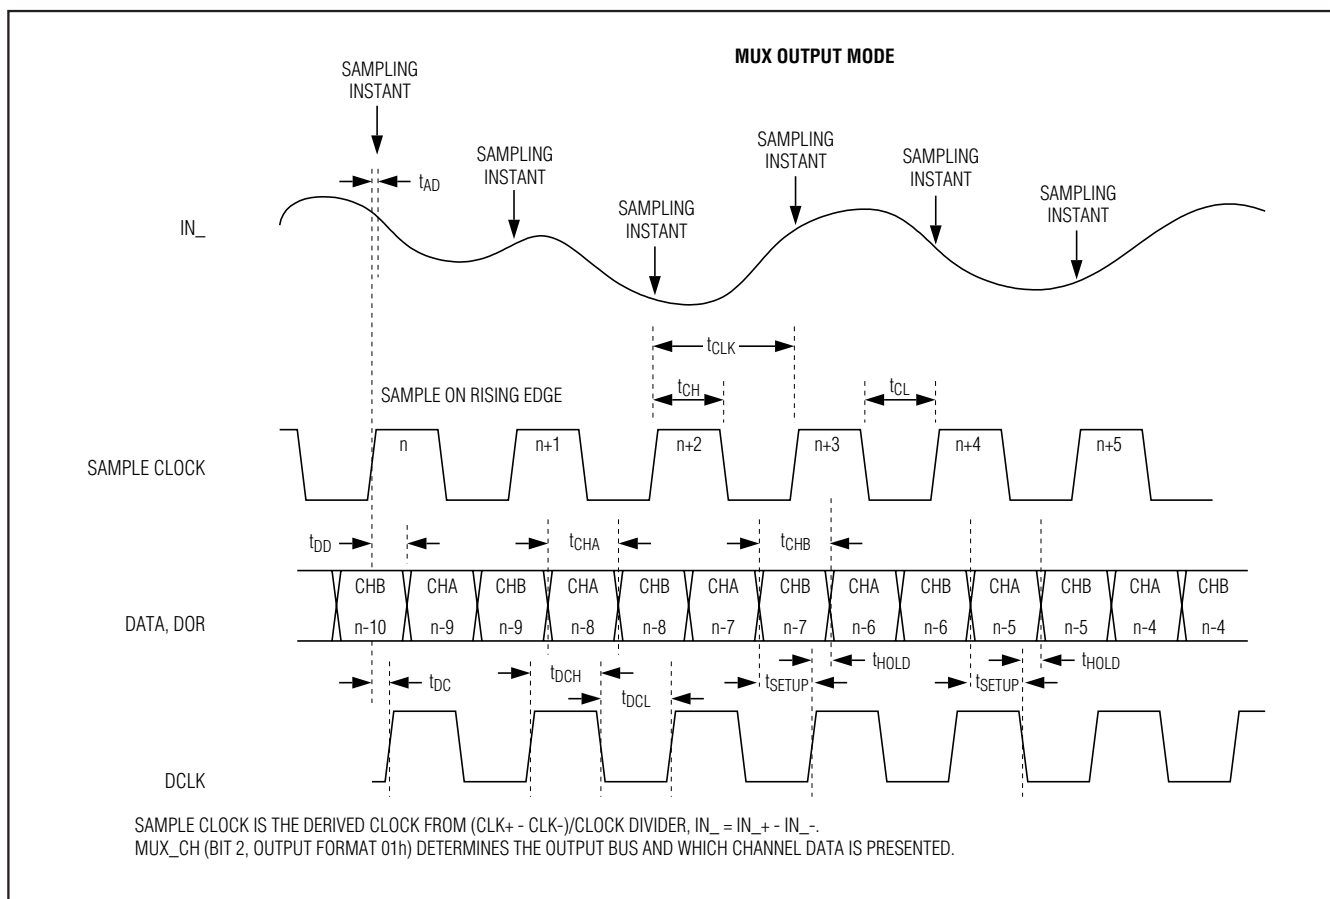 MUX OUTPUT MODE
SAMPLING
INSTANT
SAMPLING
INSTANT
SAMPLING
INSTANT
SAMPLING
INSTANT
SAMPLING
INSTANT
SAMPLING
INSTANT
tAD
IN_
tCLK
tCH
tCL
SAMPLE ON RISING EDGE
n
n+1
n+2
n+3
n+4
n+5
SAMPLE CLOCK
tDD
tCHA
tCHB
CHB CHA CHB CHA CHB CHA CHB CHA CHB CHA CHB CHA CHB
DATA, DOR
n-10 n-9 n-9 n-8 n-8 n-7 n-7 n-6 n-6 n-5 n-5 n-4 n-4
tDC
tDCH
tDCL
tSETUP
tHOLD
tSETUP
tHOLD
DCLK
SAMPLE CLOCK IS THE DERIVED CLOCK FROM (CLK+ - CLK-)/CLOCK DIVIDER, IN_ = IN_+ - IN_-.
MUX_CH (BIT 2, OUTPUT FORMAT 01h) DETERMINES THE OUTPUT BUS AND WHICH CHANNEL DATA IS PRESENTED.